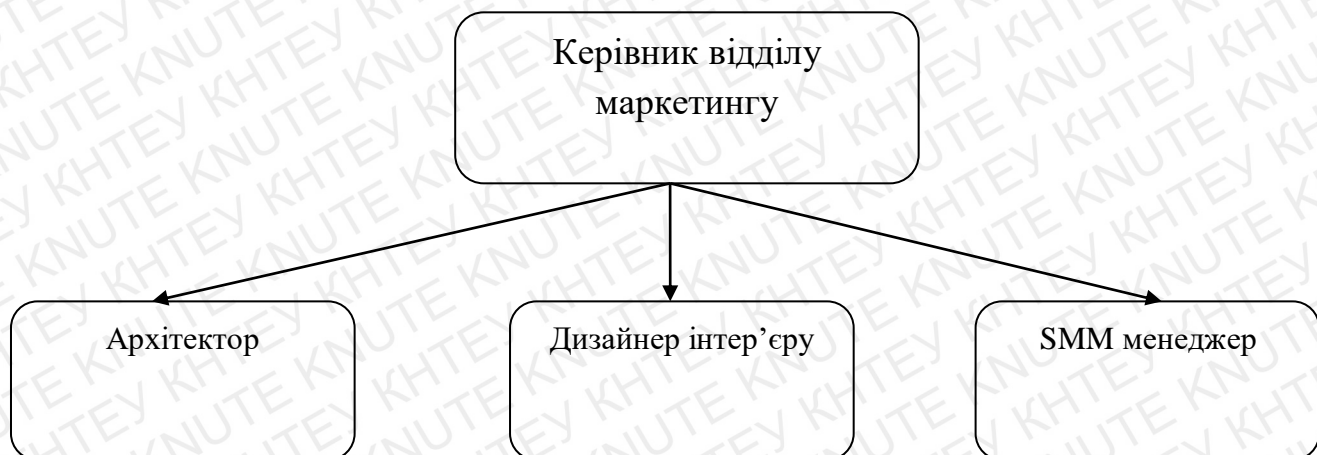 Керівник відділу
маркетингу
Архітектор
Дизайнер інтер’єру
SMM менеджер